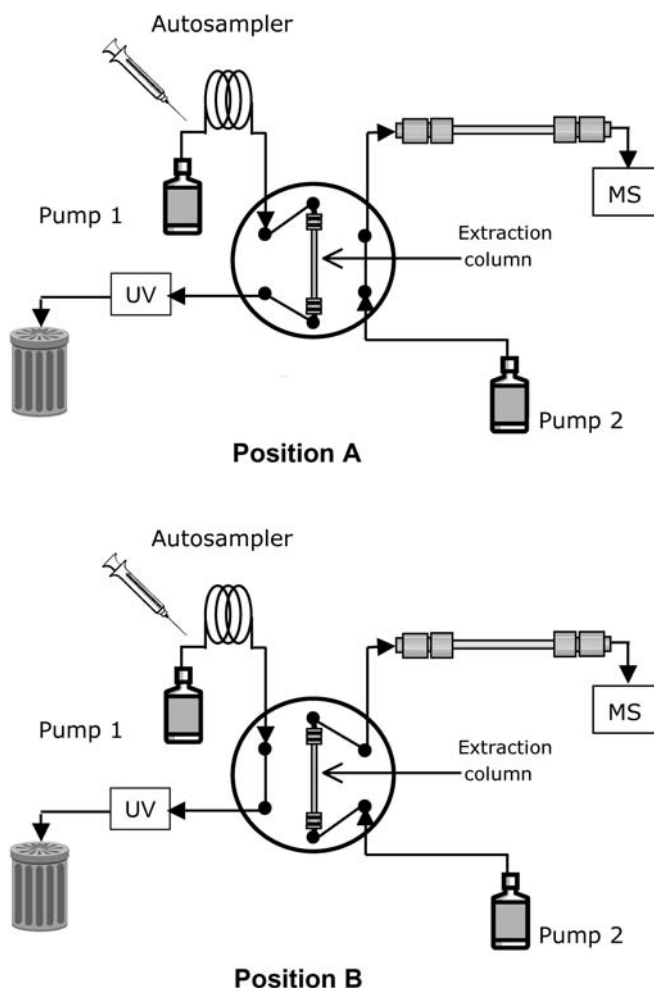 Autosampler
MS
Pump 1
Extraction
column
UV
Pump 2
Position A
Autosampler
MS
Pump 1
Extraction
column
UV
Pump 2
Position B